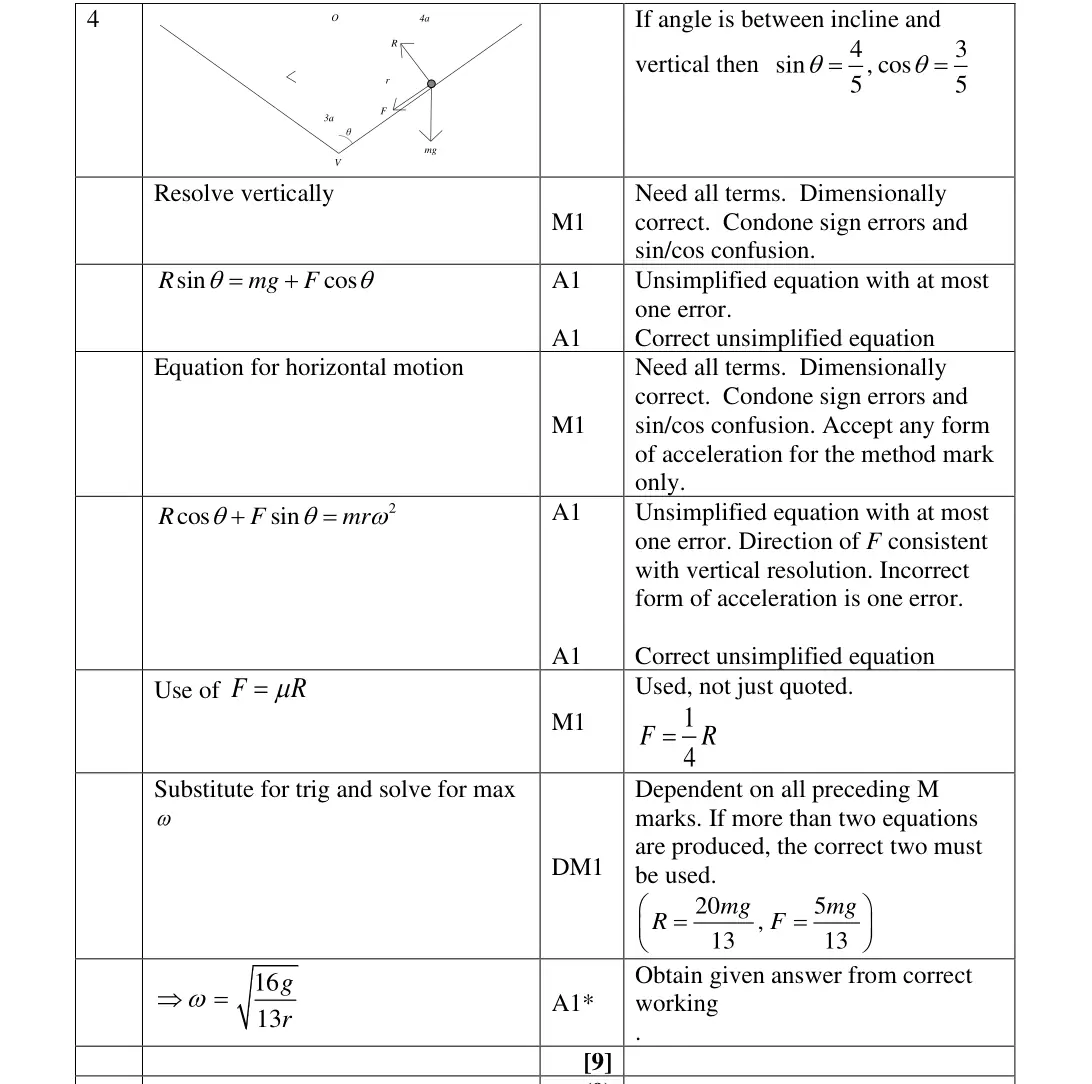 4
O
4a
R
r
F
3a
θ
mg
V
If angle is between incline and
vertical then sin θ = 4/5, cos θ = 3/5
Resolve vertically
M1
Need all terms. Dimensionally
correct. Condone sign errors and
sin/cos confusion.
R sin θ = mg + F cos θ
A1
Unsimplified equation with at most
one error.
A1
Correct unsimplified equation
Equation for horizontal motion
M1
Need all terms. Dimensionally
correct. Condone sign errors and
sin/cos confusion. Accept any form
of acceleration for the method mark
only.
R cos θ + F sin θ = mrω²
A1
Unsimplified equation with at most
one error. Direction of F consistent
with vertical resolution. Incorrect
form of acceleration is one error.
A1
Correct unsimplified equation
Use of F = μR
M1
Used, not just quoted.
F = 1/4 R
Substitute for trig and solve for max
ω
DM1
Dependent on all preceding M
marks. If more than two equations
are produced, the correct two must
be used.
(R = 20mg/13, F = 5mg/13)
⇒ ω = √(16g/13r)
A1*
Obtain given answer from correct
working
.
[9]